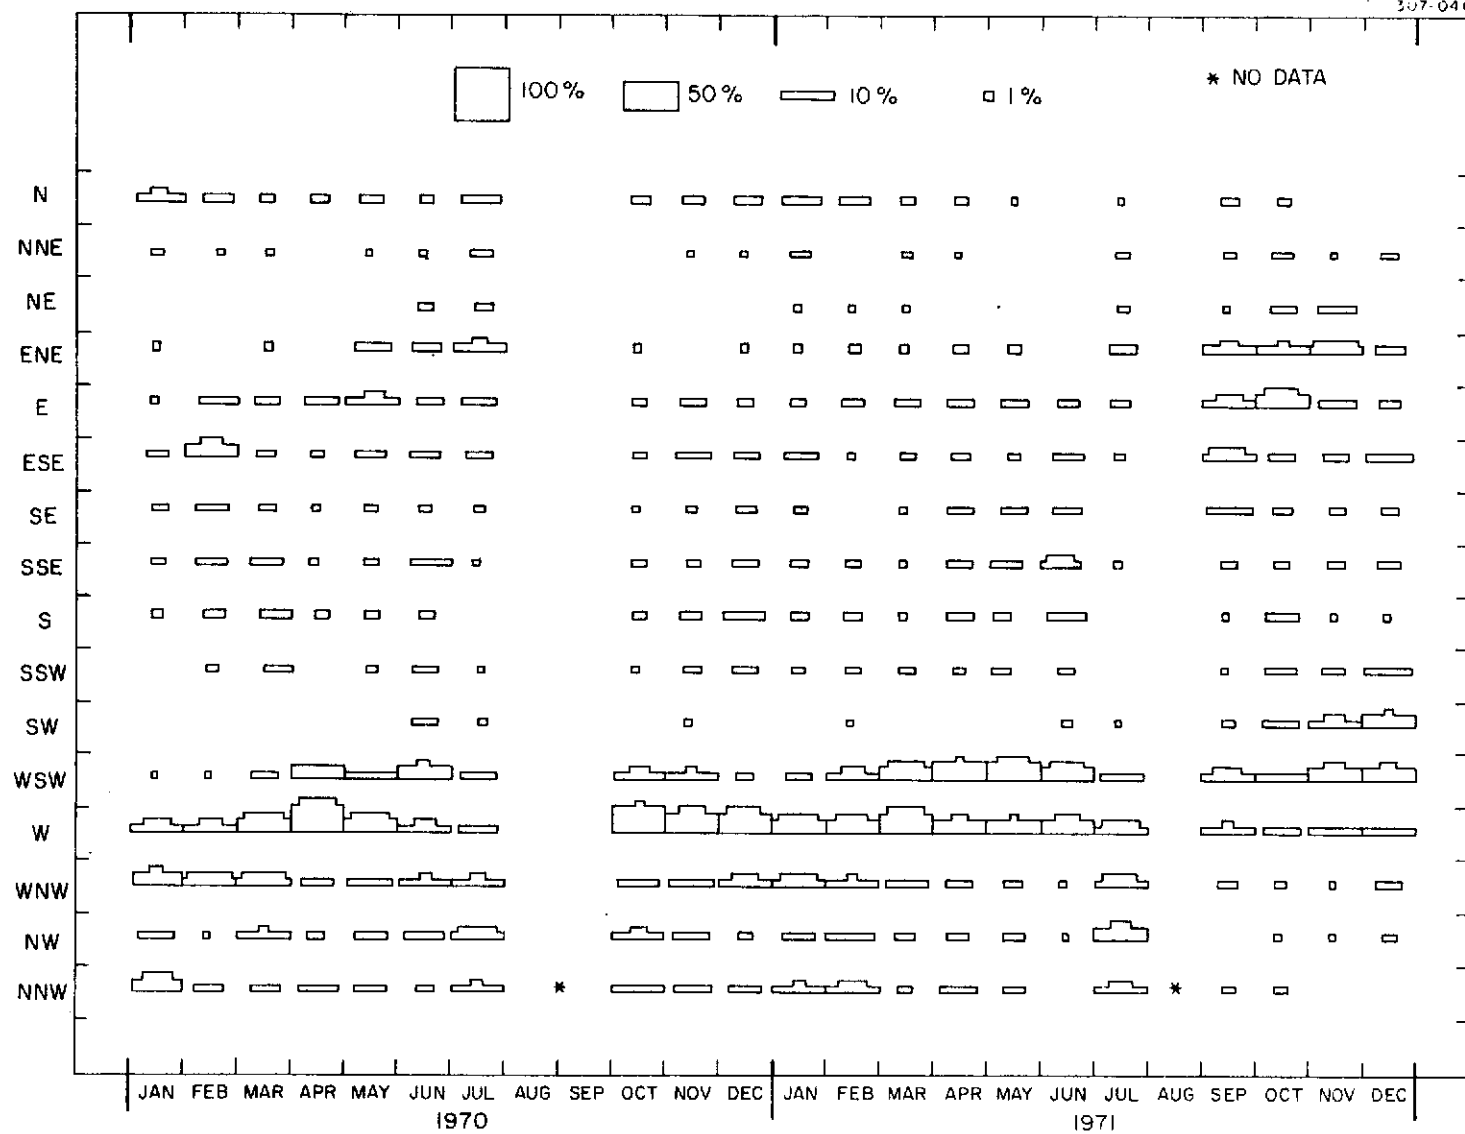 100%
50%
10%
1%
* NO DATA
N
NNE
NE
ENE
E
ESE
SE
SSE
S
SSW
SW
WSW
W
WNW
NW
NNW
*
*
JAN FEB MAR APR MAY JUN JUL AUG SEP OCT NOV DEC JAN FEB MAR APR MAY JUN JUL AUG SEP OCT NOV DEC
1970 1971